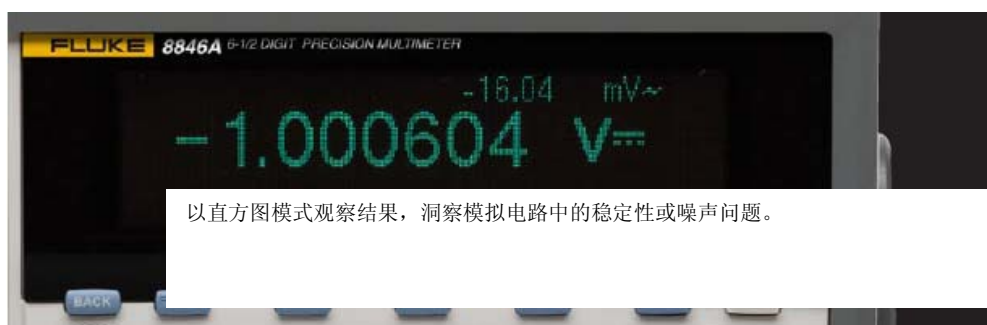 FLUKE 8846A 6-1/2 DIGIT PRECISION MULTIMETER
-16.04 mV~
-1.000604 V⎓
以直方图模式观察结果，洞察模拟电路中的稳定性或噪声问题。
BACK